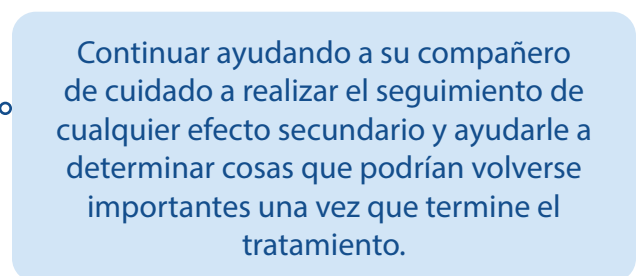 Continuar ayudando a su compañero
de cuidado a realizar el seguimiento de
cualquier efecto secundario y ayudarle a
determinar cosas que podrían volverse
importantes una vez que termine el
tratamiento.